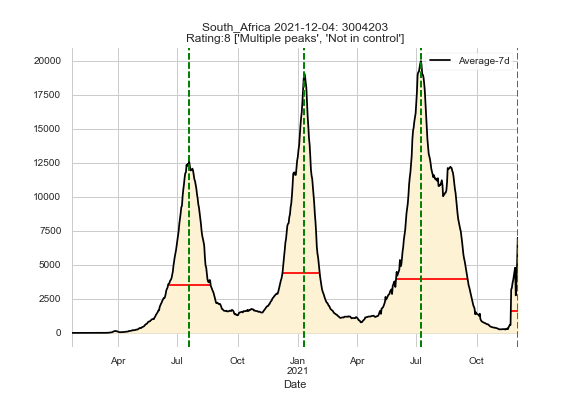 South_Africa 2021-12-04: 3004203
Rating:8 ['Multiple peaks', 'Not in control']
Average-7d
20000
17500
15000
12500
10000
7500
5000
2500
0
Apr Jul Oct Jan Apr Jul Oct
2021
Date